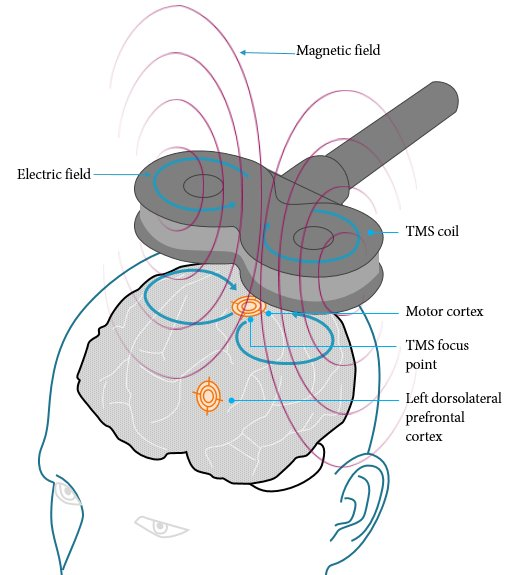 Magnetic field
Electric field
TMS coil
Motor cortex
TMS focus
point
Left dorsolateral
prefrontal
cortex